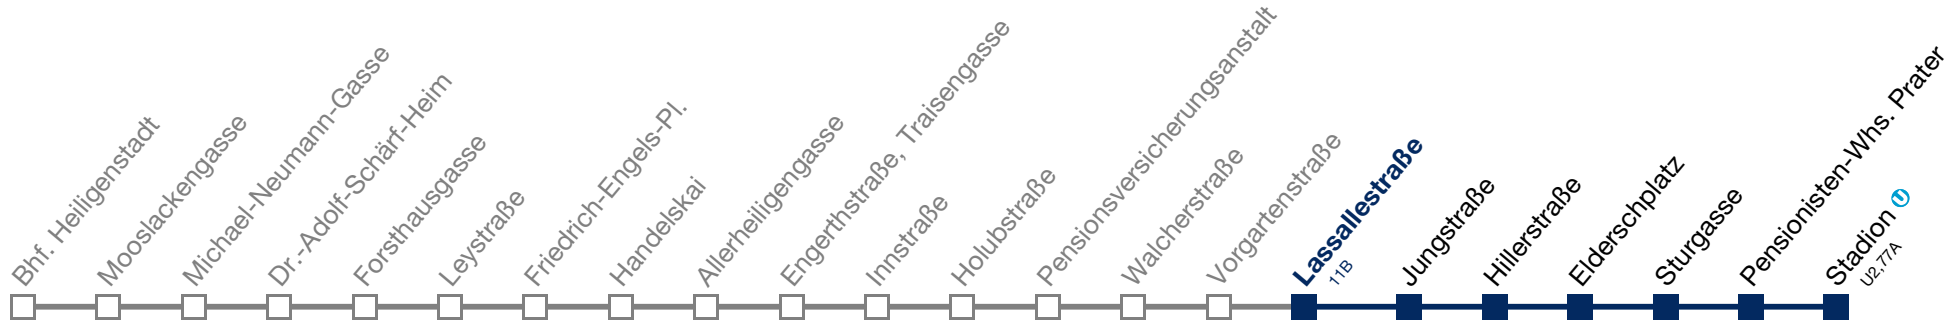 Bhf. Heiligenstadt
Mooslackengasse
Michael-Neumann-Gasse
Dr.-Adolf-Schärf-Heim
Forsthausgasse
Leystraße
Friedrich-Engels-Pl.
Handelskai
Allerheiligengasse
Engerthstraße, Traisengasse
Innstraße
Holubstraße
Pensionsversicherungsanstalt
Walcherstraße
Vorgartenstraße
Lassallestraße
11B
Jungstraße
Hillerstraße
Elderschplatz
Sturgasse
Pensionisten-Whs. Prater
Stadion U
U2,77A